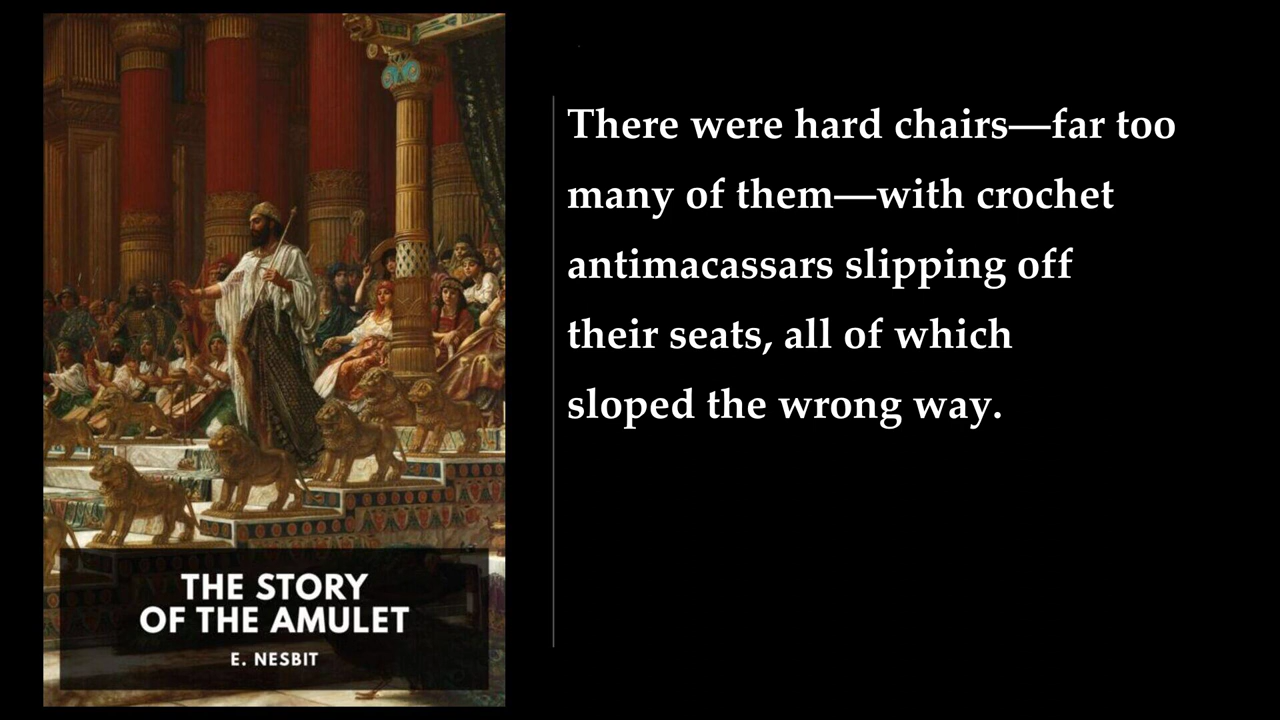 There were hard chairs—far too
many of them—with crochet
antimacassars slipping off
their seats, all of which
sloped the wrong way.
THE STORY
OF THE AMULET
E. NESBIT